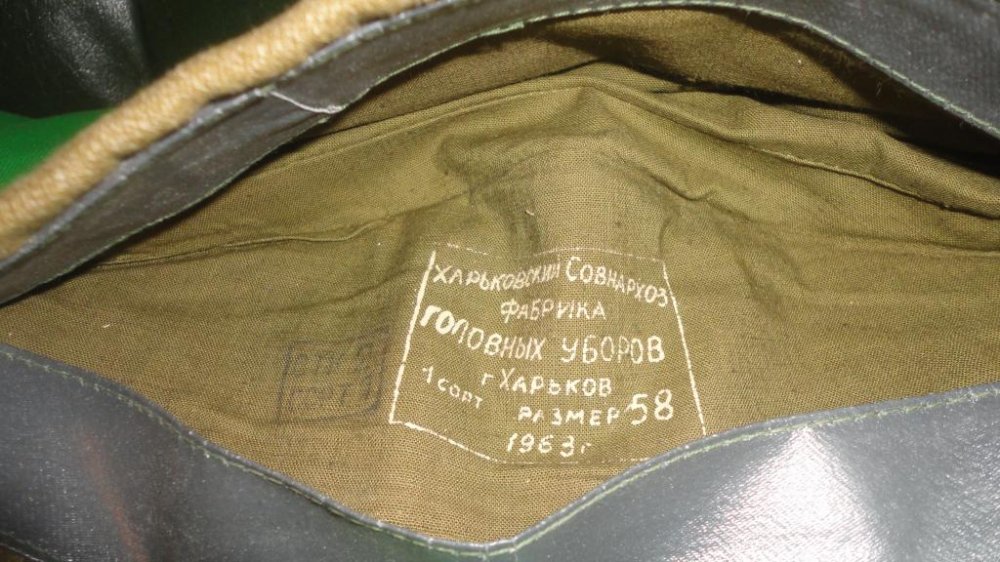 ХАРЬКОВСКИЙ СОВНАРХОЗ
ФАБРИКА
ГОЛОВНЫХ УБОРОВ
г ХАРЬКОВ
1 СОРТ РАЗМЕР 58
1963 г